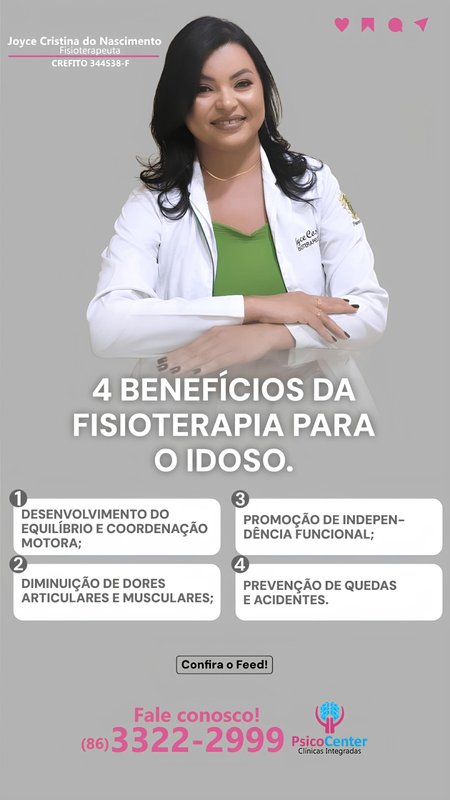 Joyce Cristina do Nascimento
Fisioterapeuta
CREFITO 344538-F
4 BENEFÍCIOS DA
FISIOTERAPIA PARA
O IDOSO.
1
DESENVOLVIMENTO DO
EQUILÍBRIO E COORDENAÇÃO
MOTORA;
2
DIMINUIÇÃO DE DORES
ARTICULARES E MUSCULARES;
3
PROMOÇÃO DE INDEPEN-
DÊNCIA FUNCIONAL;
4
PREVENÇÃO DE QUEDAS
E ACIDENTES.
Confira o Feed!
Fale conosco!
(86) 3322-2999
PsicoCenter
Clínicas Integradas